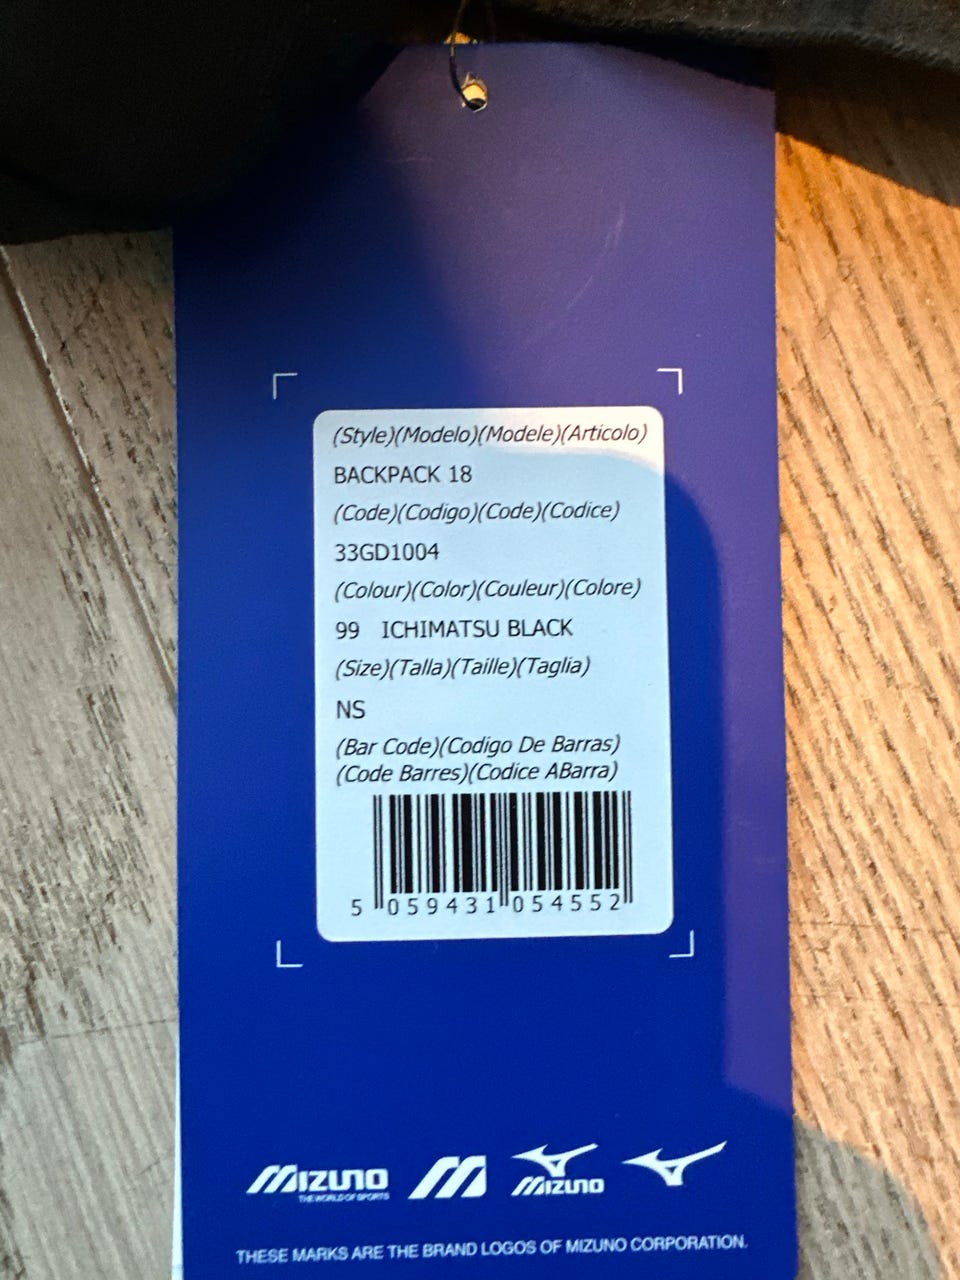 (Style)(Modelo)(Modele)(Articolo)
BACKPACK 18
(Code)(Codigo)(Code)(Codice)
33GD1004
(Colour)(Color)(Couleur)(Colore)
99 ICHIMATSU BLACK
(Size)(Talla)(Taille)(Taglia)
NS
(Bar Code)(Codigo De Barras)
(Code Barres)(Codice ABarra)
5 059431 054552
MIZUNO
THE WORLD OF SPORTS
MIZUNO
THESE MARKS ARE THE BRAND LOGOS OF MIZUNO CORPORATION.